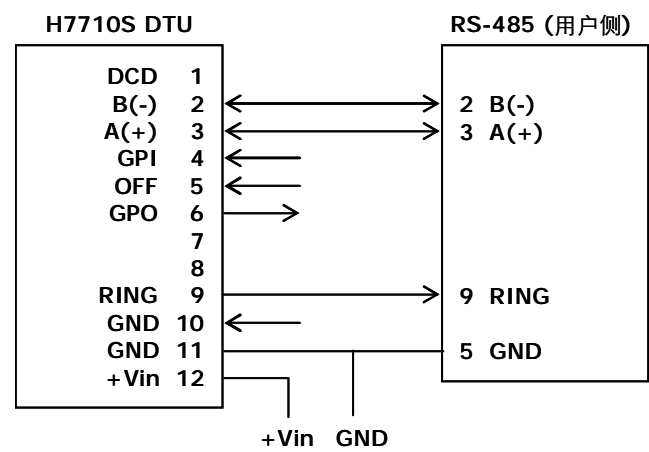 H7710S DTU
RS-485 (用户侧)
DCD 1
B(-) 2
2 B(-)
A(+) 3
3 A(+)
GPI 4
OFF 5
GPO 6
7
8
RING 9
9 RING
GND 10
GND 11
5 GND
+Vin 12
+Vin GND